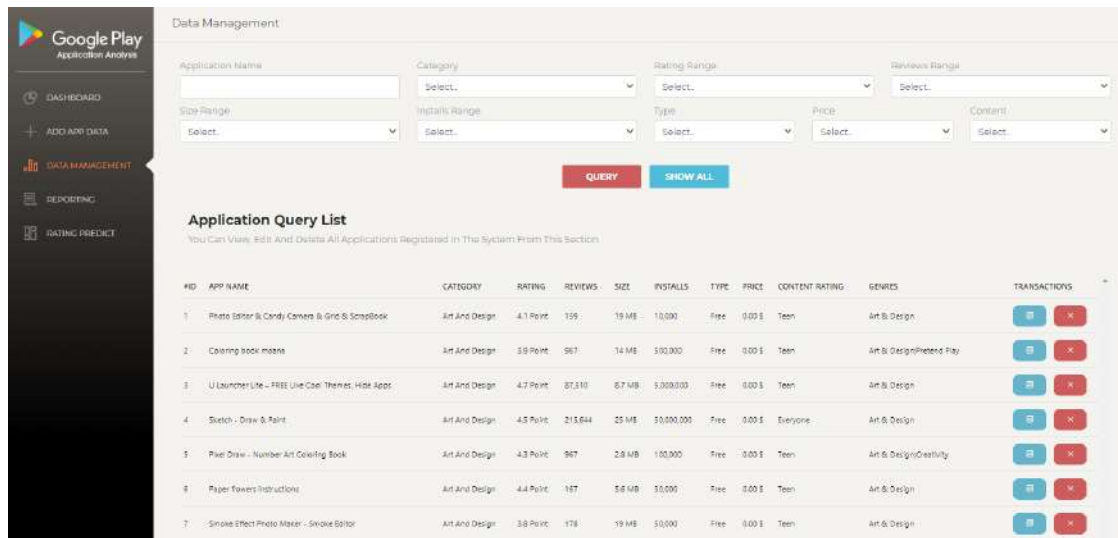 Google Play
Application Analysis
DASHBOARD
ADD APP DATA
DATA MANAGEMENT
REPORTING
RATING PREDICT
Data Management
Application Name Category Rating Range Reviews Range
Select.. Select.. Select..
Size Range Installs Range Type Price Content
Select.. Select.. Select.. Select.. Select..
QUERY SHOW ALL
Application Query List
You Can View, Edit And Delete All Applications Registered In The System From This Section
#ID APP NAME CATEGORY RATING REVIEWS SIZE INSTALLS TYPE PRICE CONTENT RATING GENRES TRANSACTIONS
1 Photo Editor & Candy Camera & Grid & ScrapBook Art And Design 4.1 Point 159 19 MB 10,000 Free 0.00 $ Teen Art & Design
2 Coloring book moana Art And Design 3.9 Point 967 14 MB 500,000 Free 0.00 $ Teen Art & Design;Pretend Play
3 U Launcher Lite – FREE Live Cool Themes, Hide Apps Art And Design 4.7 Point 87,510 8.7 MB 5,000,000 Free 0.00 $ Teen Art & Design
4 Sketch - Draw & Paint Art And Design 4.5 Point 215,644 25 MB 50,000,000 Free 0.00 $ Everyone Art & Design
5 Pixel Draw - Number Art Coloring Book Art And Design 4.3 Point 967 2.8 MB 100,000 Free 0.00 $ Teen Art & Design;Creativity
6 Paper flowers instructions Art And Design 4.4 Point 167 5.6 MB 50,000 Free 0.00 $ Teen Art & Design
7 Smoke Effect Photo Maker - Smoke Editor Art And Design 3.8 Point 178 19 MB 50,000 Free 0.00 $ Teen Art & Design